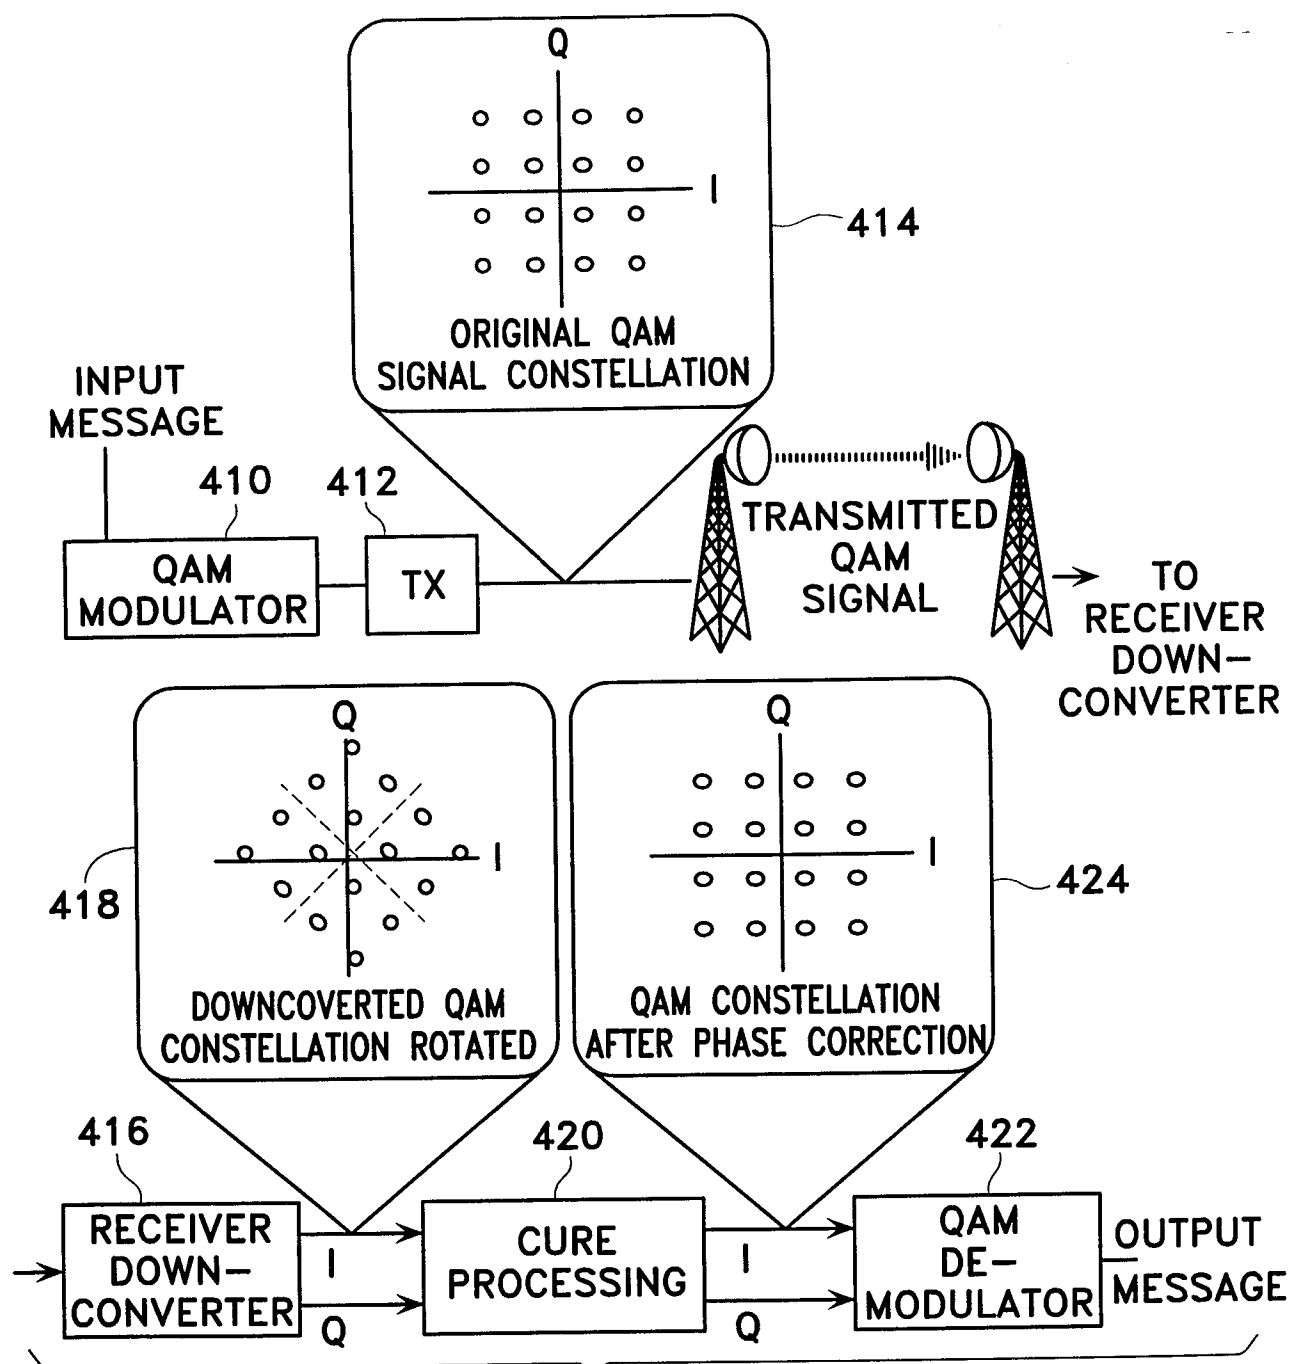 Q
I
414
ORIGINAL QAM
SIGNAL CONSTELLATION
INPUT
MESSAGE
410
412
QAM
MODULATOR
TX
TRANSMITTED
QAM
SIGNAL
TO
RECEIVER
DOWN-
CONVERTER
Q
I
418
DOWNCOVERTED QAM
CONSTELLATION ROTATED
Q
I
424
QAM CONSTELLATION
AFTER PHASE CORRECTION
416
420
422
RECEIVER
DOWN-
CONVERTER
I
Q
CURE
PROCESSING
I
Q
QAM
DE-
MODULATOR
OUTPUT
MESSAGE